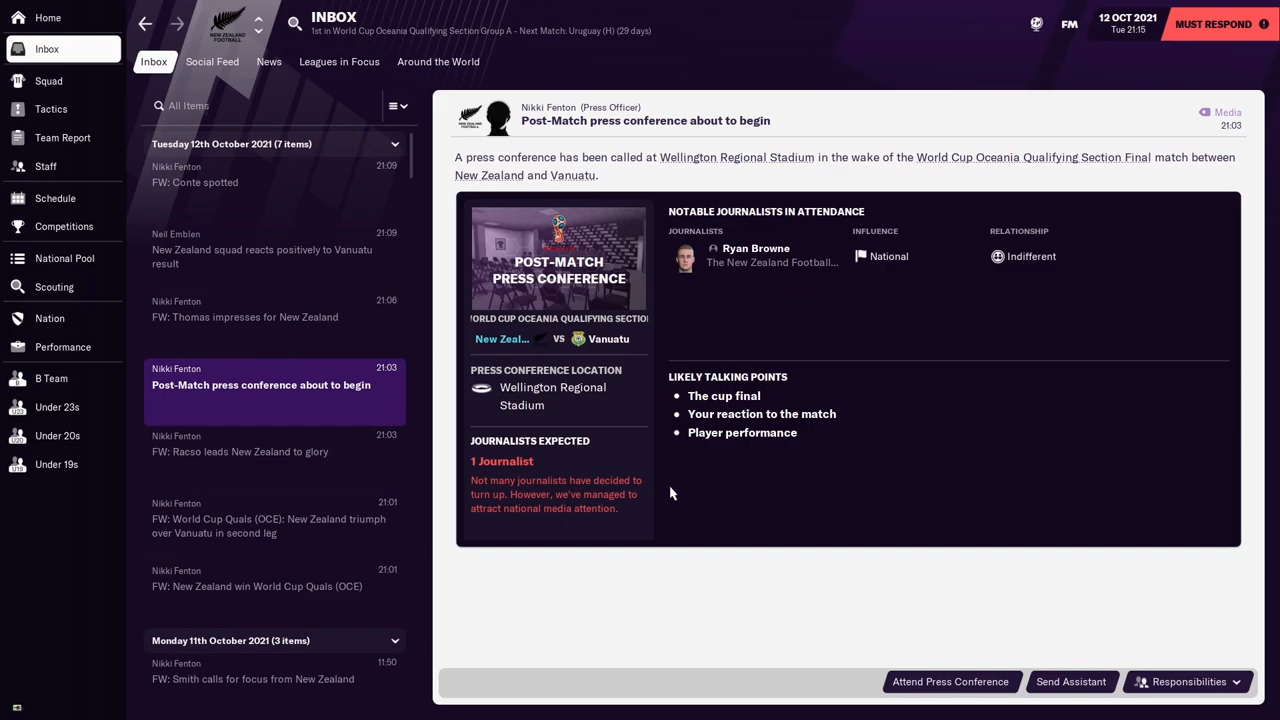 Home
Inbox
Squad
Tactics
Team Report
Staff
Schedule
Competitions
National Pool
Scouting
Nation
Performance
B Team
U23 Under 23s
U20 Under 20s
U19 Under 19s
NEW ZEALAND
FOOTBALL
INBOX
1st in World Cup Oceania Qualifying Section Group A - Next Match: Uruguay (H) (29 days)
FM
12 OCT 2021
Tue 21:15
MUST RESPOND
Inbox Social Feed News Leagues in Focus Around the World
All Items
Tuesday 12th October 2021 (7 items)
Nikki Fenton 21:09
FW: Conte spotted
Neil Emblen 21:09
New Zealand squad reacts positively to Vanuatu
result
Nikki Fenton 21:06
FW: Thomas impresses for New Zealand
Nikki Fenton 21:03
Post-Match press conference about to begin
Nikki Fenton 21:03
FW: Racso leads New Zealand to glory
Nikki Fenton 21:01
FW: World Cup Quals (OCE): New Zealand triumph
over Vanuatu in second leg
Nikki Fenton 21:01
FW: New Zealand win World Cup Quals (OCE)
Monday 11th October 2021 (3 items)
Nikki Fenton 11:50
FW: Smith calls for focus from New Zealand
Nikki Fenton (Press Officer)
Post-Match press conference about to begin
Media
21:03
A press conference has been called at Wellington Regional Stadium in the wake of the World Cup Oceania Qualifying Section Final match between
New Zealand and Vanuatu.
POST-MATCH
PRESS CONFERENCE
WORLD CUP OCEANIA QUALIFYING SECTIO
New Zeal... VS Vanuatu
PRESS CONFERENCE LOCATION
Wellington Regional
Stadium
JOURNALISTS EXPECTED
1 Journalist
Not many journalists have decided to
turn up. However, we've managed to
attract national media attention.
NOTABLE JOURNALISTS IN ATTENDANCE
JOURNALISTS INFLUENCE RELATIONSHIP
Ryan Browne
The New Zealand Football...
National
Indifferent
LIKELY TALKING POINTS
• The cup final
• Your reaction to the match
• Player performance
Attend Press Conference Send Assistant Responsibilities